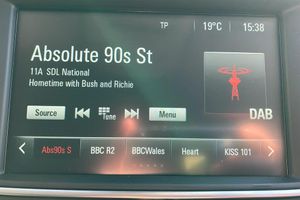 TP 19°C 15:38
Absolute 90s St
11A SDL National
Hometime with Bush and Richie
Source Tune Menu DAB
Abs90s S BBC R2 BBCWales Heart KISS 101